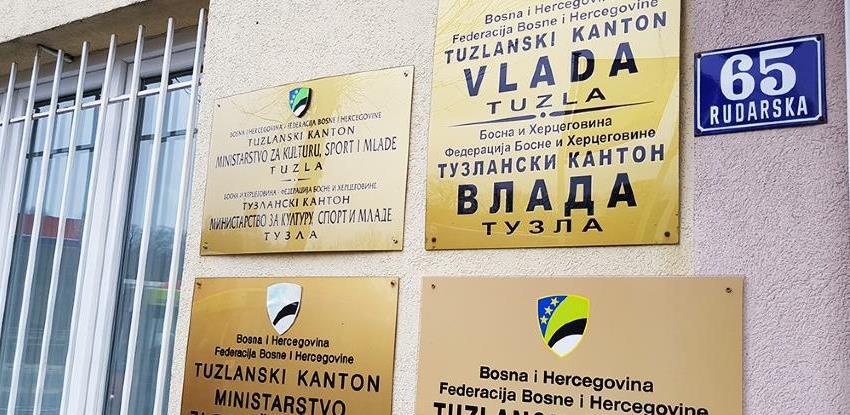 BOSNA I HERCEGOVINA - FEDERACIJA BOSNE I HERCEGOVINE
TUZLANSKI KANTON
MINISTARSTVO ZA KULTURU, SPORT I MLADE
TUZLA
БОСНА И ХЕРЦЕГОВИНА - ФЕДЕРАЦИЈА БОСНЕ И ХЕРЦЕГОВИНЕ
ТУЗЛАНСКИ КАНТОН
МИНИСТАРСТВО ЗА КУЛТУРУ, СПОРТ И МЛАДЕ
ТУЗЛА
Bosna i Hercegovina
Federacija Bosne i Hercegovine
TUZLANSKI KANTON
VLADA
TUZLA
Босна и Херцеговина
Федерација Босне и Херцеговине
ТУЗЛАНСКИ КАНТОН
ВЛАДА
ТУЗЛА
65
RUDARSKA
Bosna i Hercegovina
Federacija Bosne i Hercegovine
TUZLANSKI KANTON
MINISTARSTVO
Bosna i Hercegovina
Federacija Bosne i Hercegovine